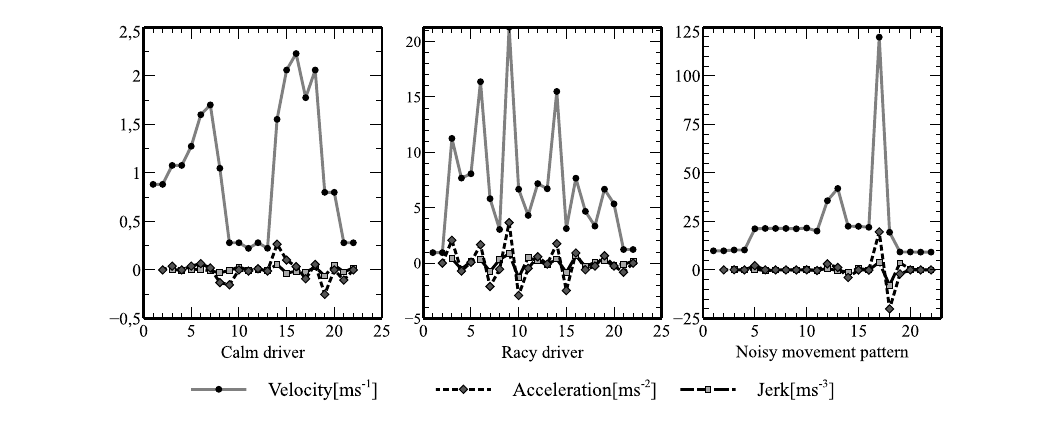 2,5
2
1,5
1
0,5
0
−0,5
0 5 10 15 20 25
Calm driver
20
15
10
5
0
−5
0 5 10 15 20 25
Racy driver
125
100
75
50
25
0
−25
0 5 10 15 20
Noisy movement pattern
Velocity[ms⁻¹] Acceleration[ms⁻²] Jerk[ms⁻³]